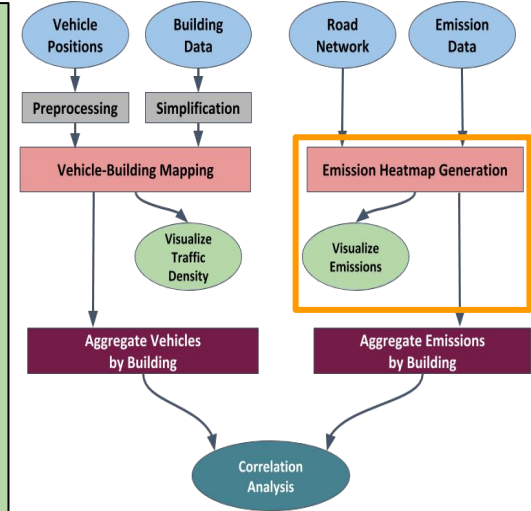 Vehicle
Positions
Building
Data
Road
Network
Emission
Data
Preprocessing
Simplification
Vehicle-Building Mapping
Emission Heatmap Generation
Visualize
Traffic
Density
Visualize
Emissions
Aggregate Vehicles
by Building
Aggregate Emissions
by Building
Correlation
Analysis